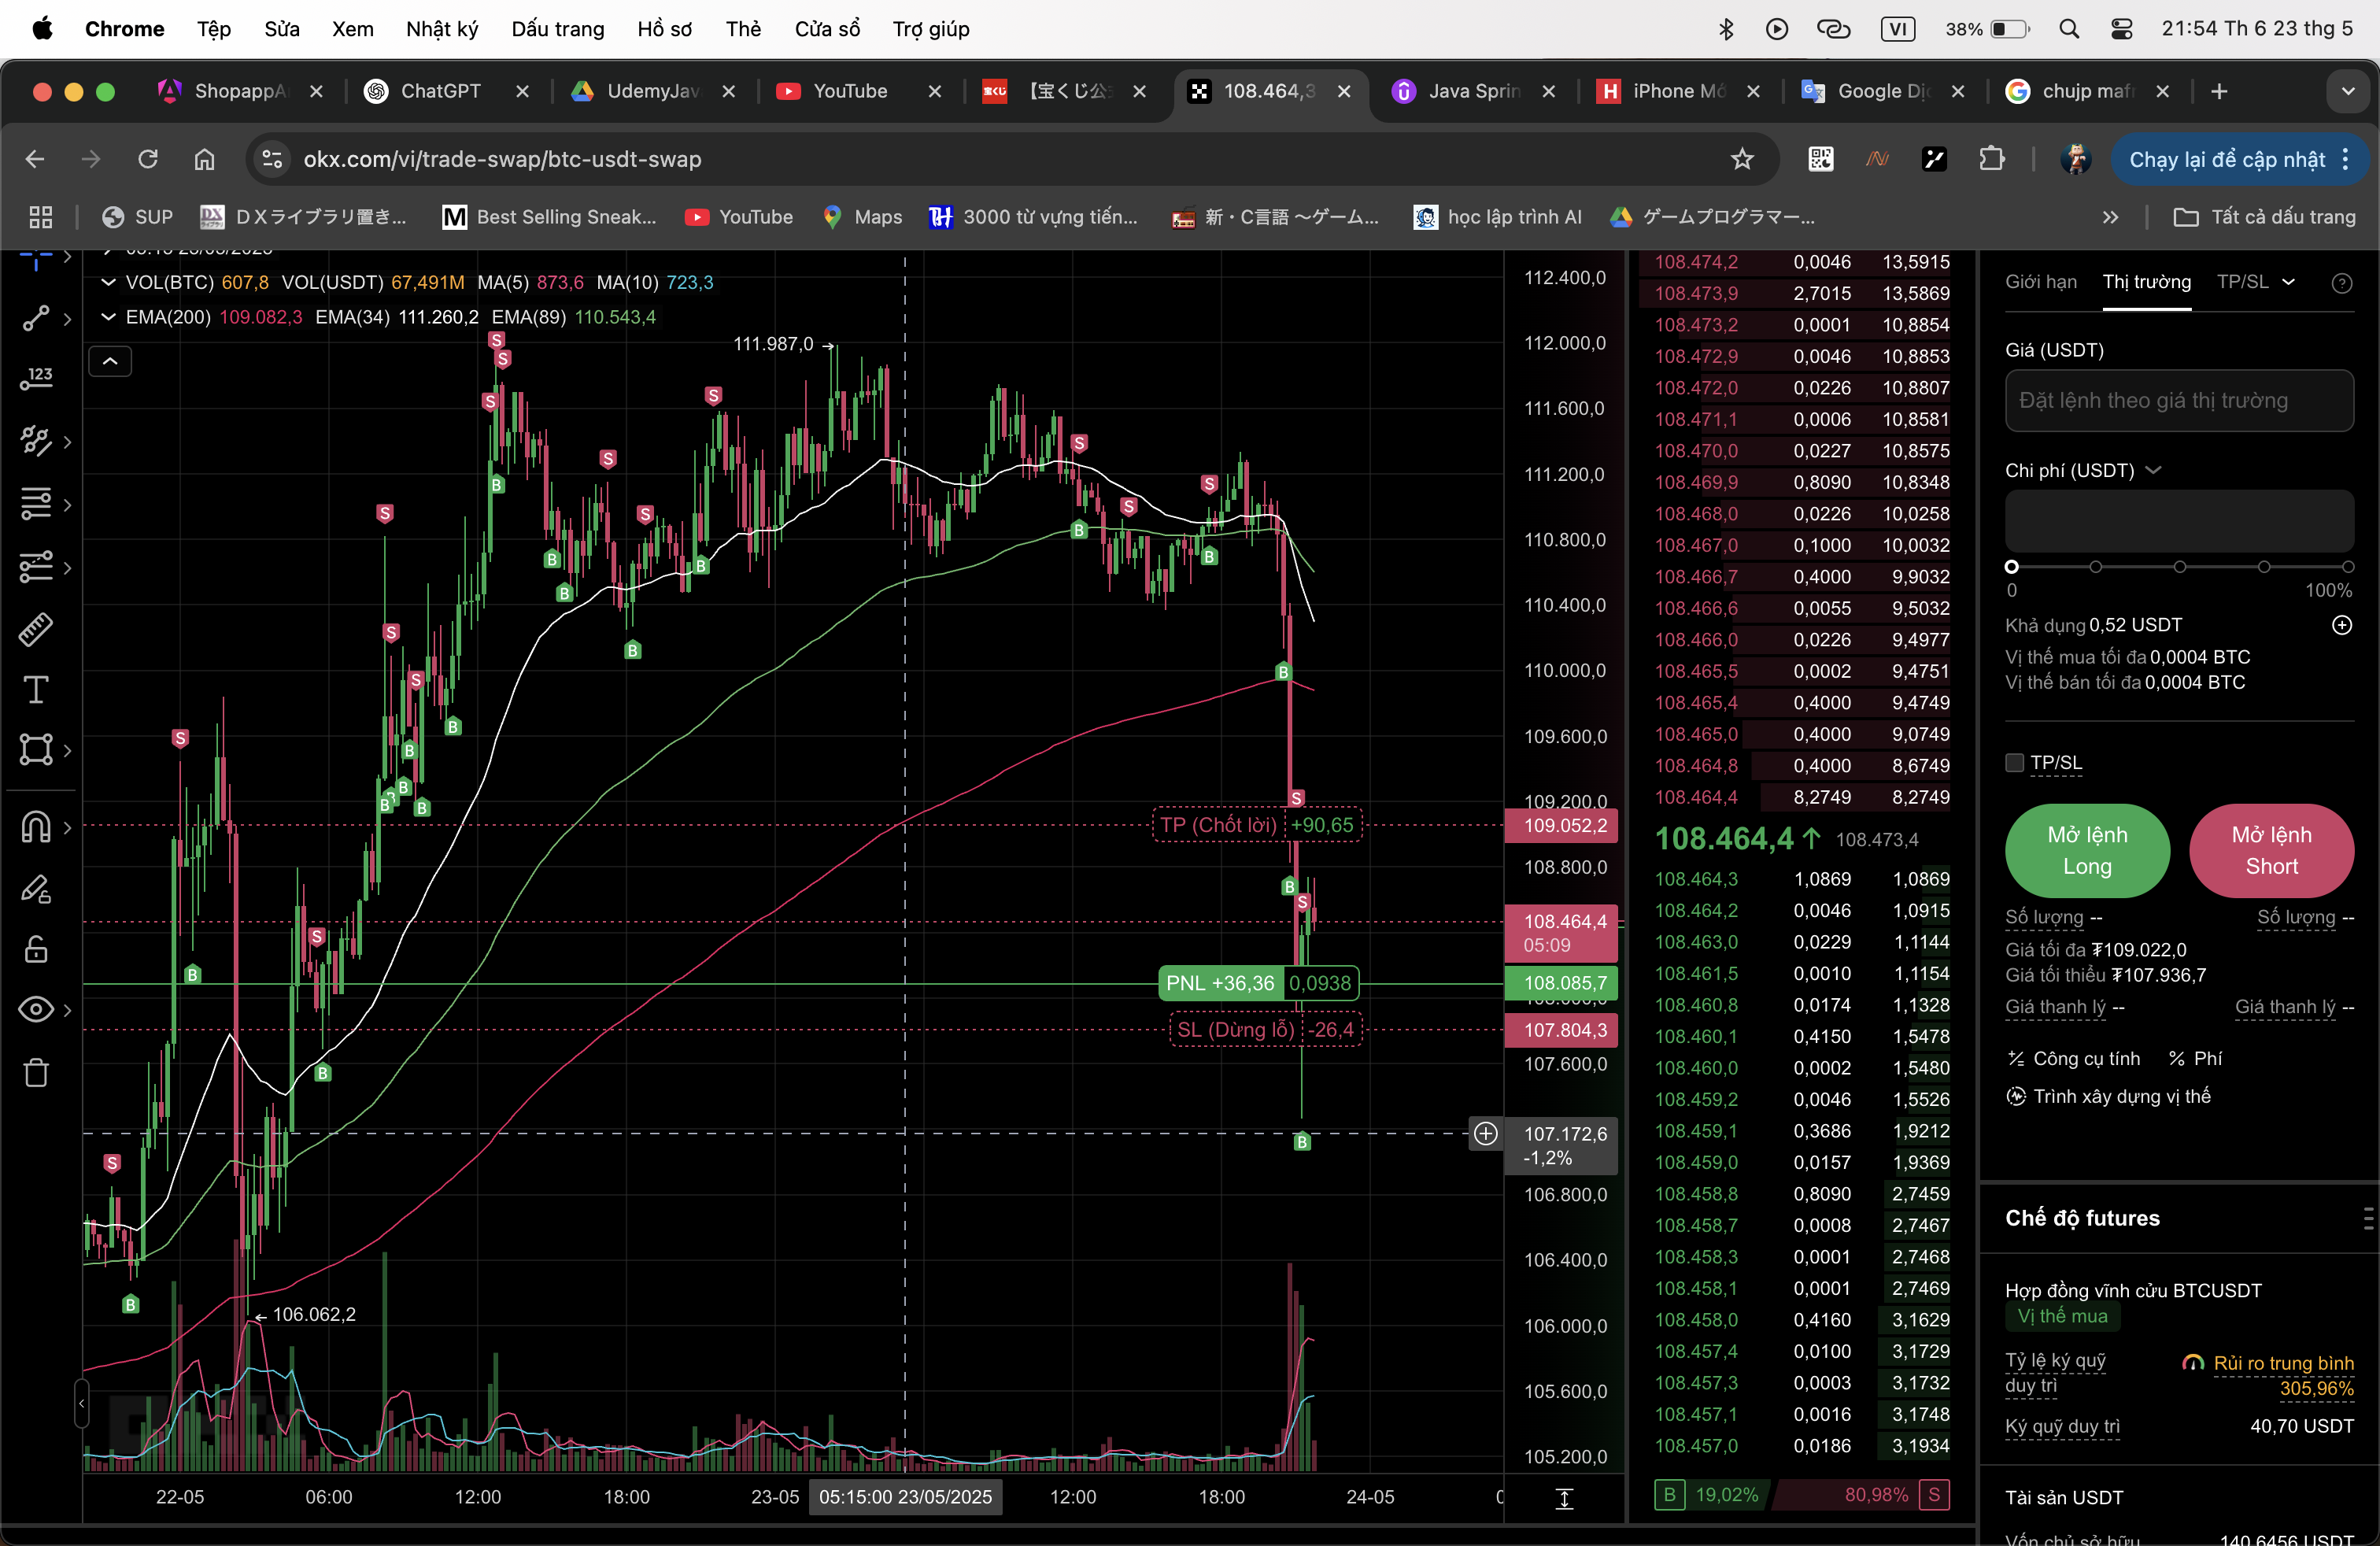 Chrome Tệp Sửa Xem Nhật ký Dấu trang Hồ sơ Thẻ Cửa sổ Trợ giúp VI 38% 21:54 Th 6 23 thg 5
ShopappA ChatGPT UdemyJav YouTube 【宝くじ公 108.464,3 Java Sprin iPhone Mớ Google Dị chujp mafr
okx.com/vi/trade-swap/btc-usdt-swap Chạy lại để cập nhật
SUP DXライブラリ置き... Best Selling Sneak... YouTube Maps 3000 từ vựng tiến... 新・C言語 ～ゲーム... học lập trình AI ゲームプログラマー... Tất cả dấu trang
VOL(BTC) 607,8 VOL(USDT) 67,491M MA(5) 873,6 MA(10) 723,3
EMA(200) 109.082,3 EMA(34) 111.260,2 EMA(89) 110.543,4
111.987,0
106.062,2
TP (Chốt lời) +90,65
PNL +36,36 0,0938
SL (Dừng lỗ) -26,4
112.400,0
112.000,0
111.600,0
111.200,0
110.800,0
110.400,0
110.000,0
109.600,0
109.200,0
109.052,2
108.800,0
108.464,4
05:09
108.085,7
107.804,3
107.600,0
107.172,6
-1,2%
106.800,0
106.400,0
106.000,0
105.600,0
105.200,0
22-05 06:00 12:00 18:00 23-05 05:15:00 23/05/2025 12:00 18:00 24-05
108.474,2 0,0046 13,5915
108.473,9 2,7015 13,5869
108.473,2 0,0001 10,8854
108.472,9 0,0046 10,8853
108.472,0 0,0226 10,8807
108.471,1 0,0006 10,8581
108.470,0 0,0227 10,8575
108.469,9 0,8090 10,8348
108.468,0 0,0226 10,0258
108.467,0 0,1000 10,0032
108.466,7 0,4000 9,9032
108.466,6 0,0055 9,5032
108.466,0 0,0226 9,4977
108.465,5 0,0002 9,4751
108.465,4 0,4000 9,4749
108.465,0 0,4000 9,0749
108.464,8 0,4000 8,6749
108.464,4 8,2749 8,2749
108.464,4↑ 108.473,4
108.464,3 1,0869 1,0869
108.464,2 0,0046 1,0915
108.463,0 0,0229 1,1144
108.461,5 0,0010 1,1154
108.460,8 0,0174 1,1328
108.460,1 0,4150 1,5478
108.460,0 0,0002 1,5480
108.459,2 0,0046 1,5526
108.459,1 0,3686 1,9212
108.459,0 0,0157 1,9369
108.458,8 0,8090 2,7459
108.458,7 0,0008 2,7467
108.458,3 0,0001 2,7468
108.458,1 0,0001 2,7469
108.458,0 0,4160 3,1629
108.457,4 0,0100 3,1729
108.457,3 0,0003 3,1732
108.457,1 0,0016 3,1748
108.457,0 0,0186 3,1934
B 19,02% 80,98% S
Giới hạn Thị trường TP/SL
Giá (USDT)
Đặt lệnh theo giá thị trường
Chi phí (USDT)
0 100%
Khả dụng 0,52 USDT
Vị thế mua tối đa 0,0004 BTC
Vị thế bán tối đa 0,0004 BTC
TP/SL
Mở lệnh Long
Mở lệnh Short
Số lượng -- Số lượng --
Giá tối đa ₮109.022,0
Giá tối thiểu ₮107.936,7
Giá thanh lý -- Giá thanh lý --
Công cụ tính % Phí
Trình xây dựng vị thế
Chế độ futures
Hợp đồng vĩnh cửu BTCUSDT
Vị thế mua
Tỷ lệ ký quỹ duy trì Rủi ro trung bình 305,96%
Ký quỹ duy trì 40,70 USDT
Tài sản USDT
Vốn chủ sở hữu 140,6456 USDT